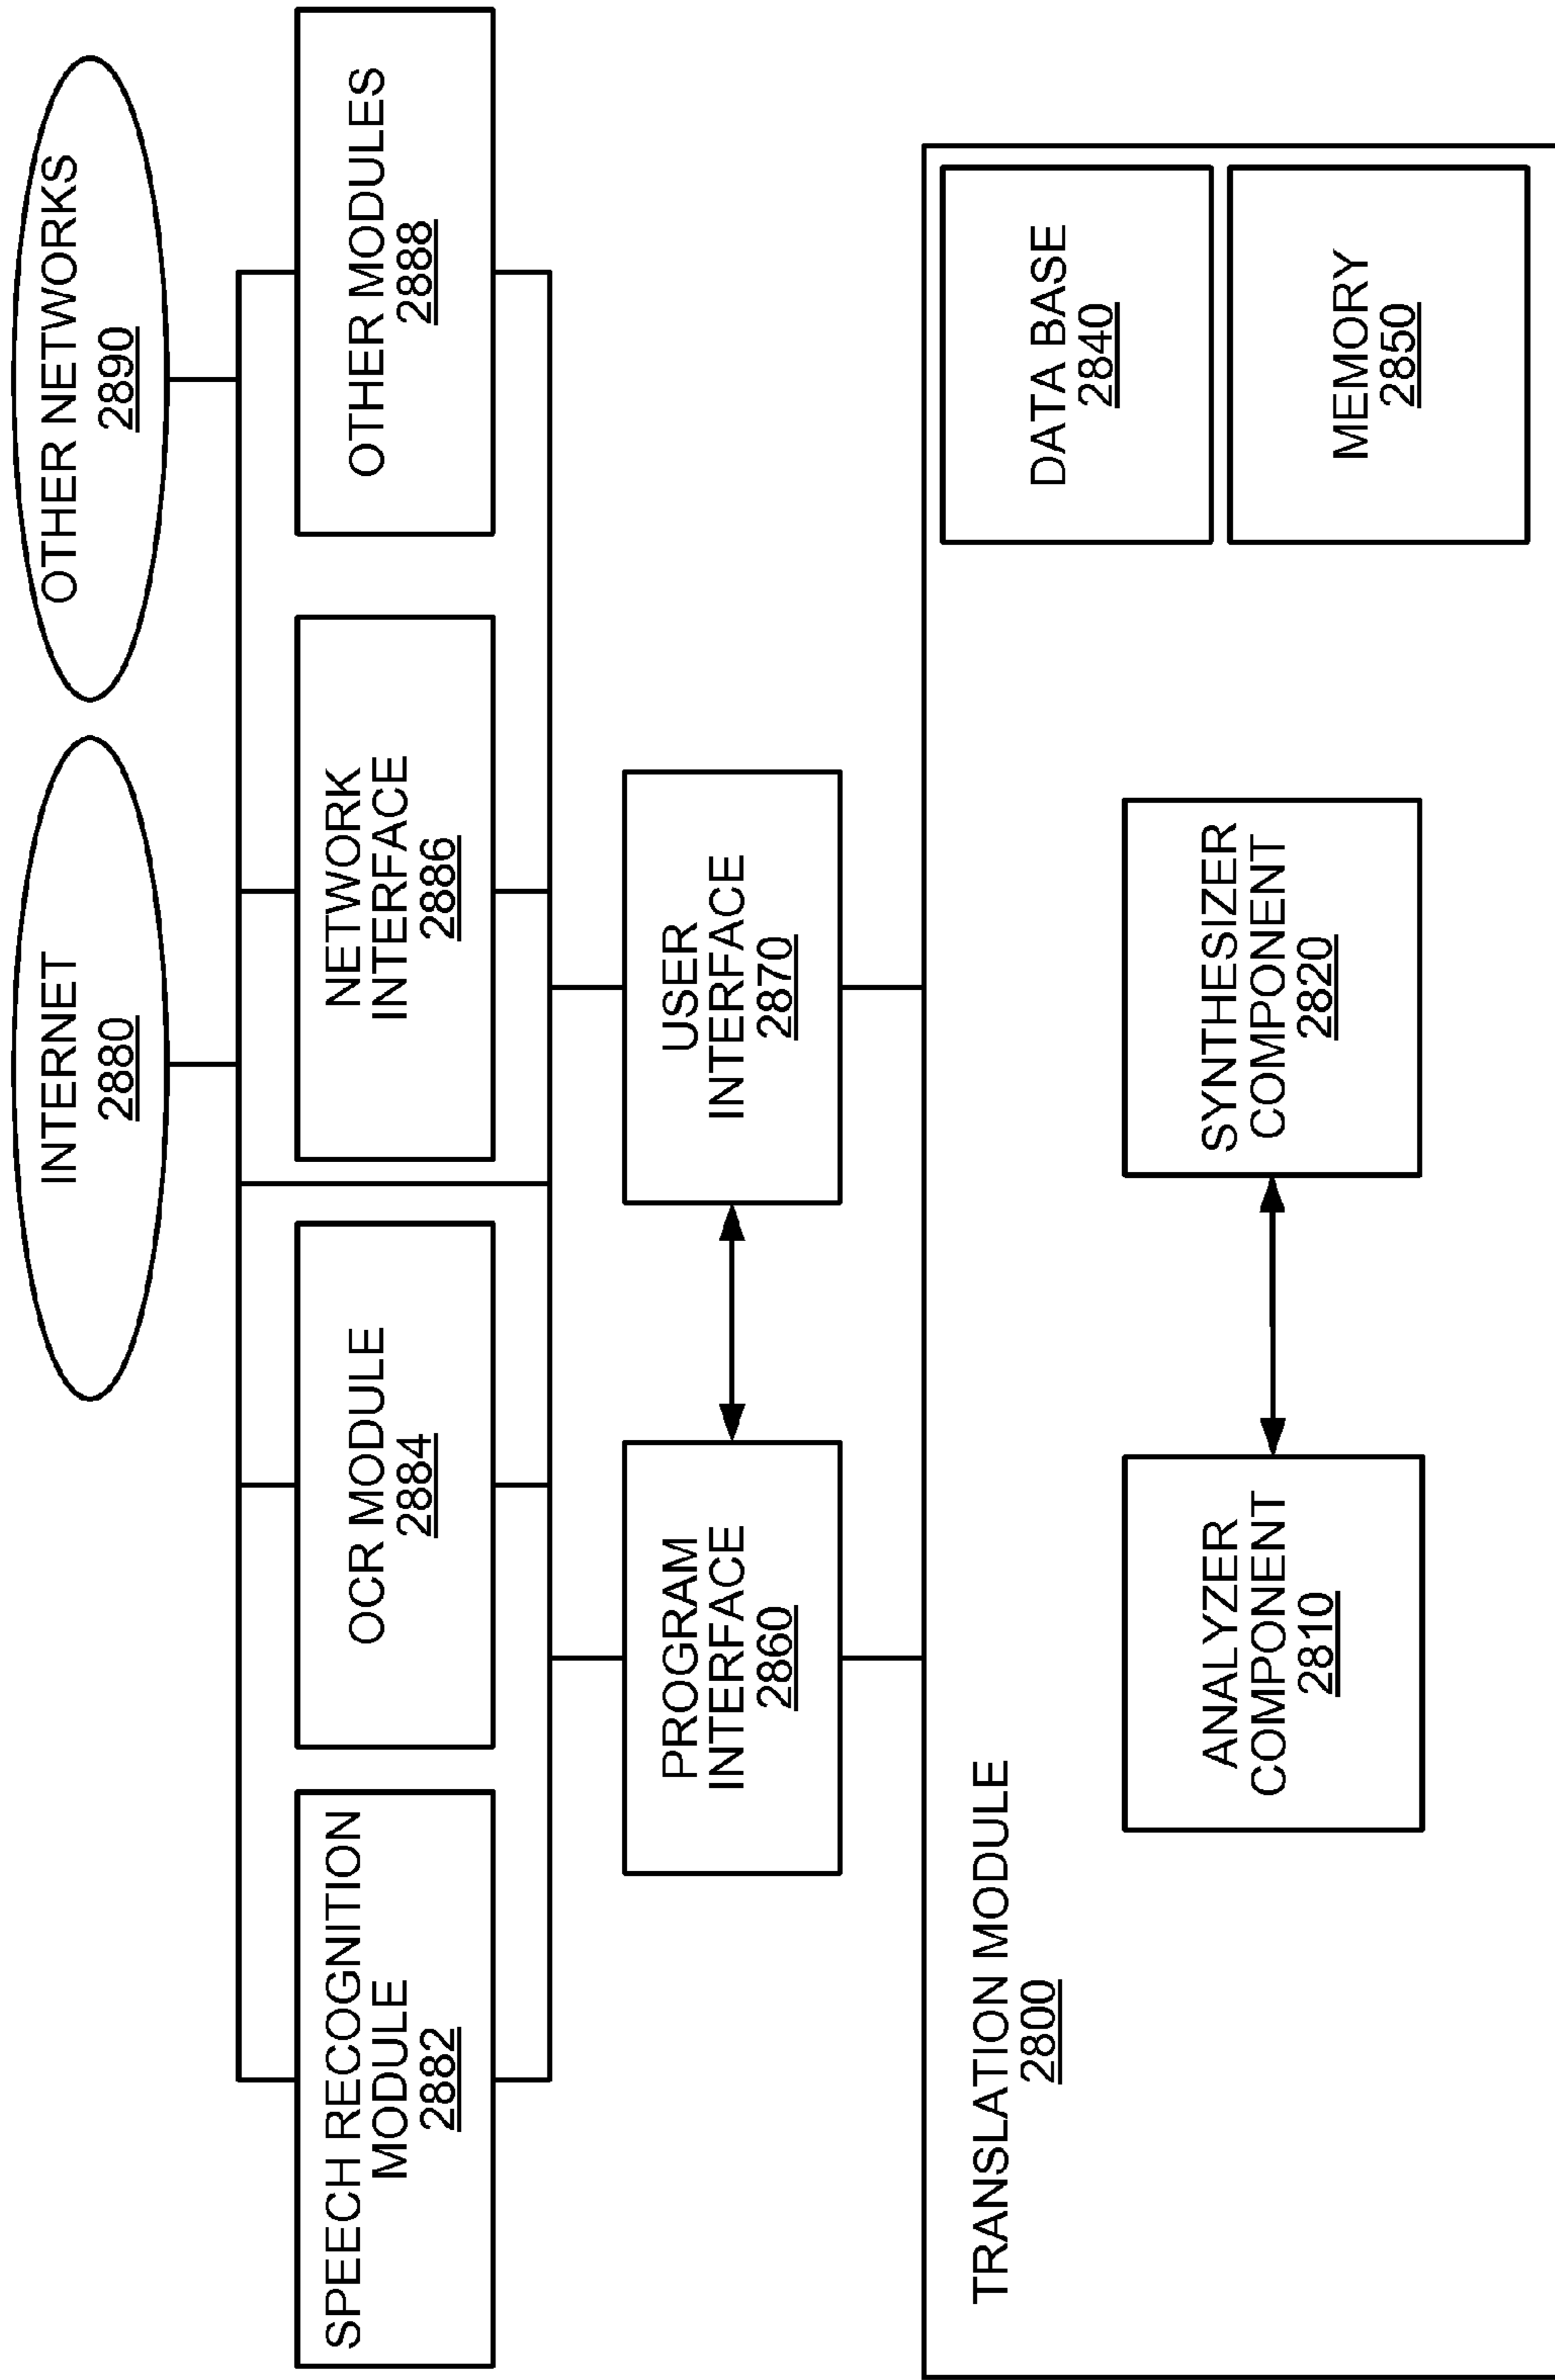 INTERNET
2880
OTHER NETWORKS
2890
SPEECH RECOGNITION
MODULE
2882
OCR MODULE
2884
NETWORK
INTERFACE
2886
OTHER MODULES
2888
PROGRAM
INTERFACE
2860
USER
INTERFACE
2870
TRANSLATION MODULE
2800
ANALYZER
COMPONENT
2810
SYNTHESIZER
COMPONENT
2820
DATA BASE
2840
MEMORY
2850